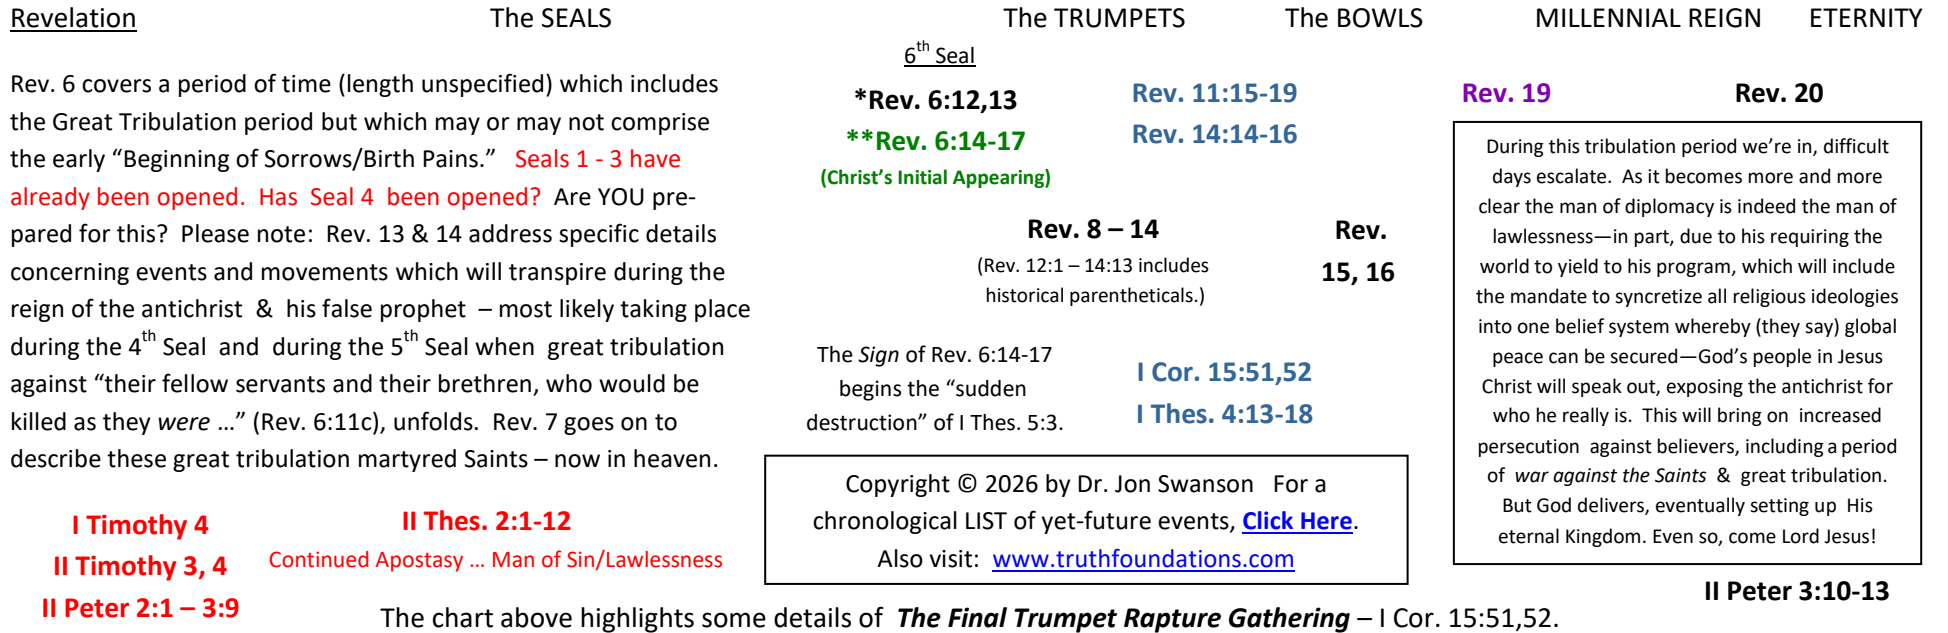 Revelation The SEALS The TRUMPETS The BOWLS MILLENNIAL REIGN ETERNITY
Rev. 6 covers a period of time (length unspecified) which includes
the Great Tribulation period but which may or may not comprise
the early “Beginning of Sorrows/Birth Pains.” Seals 1 - 3 have
already been opened. Has Seal 4 been opened? Are YOU pre-
pared for this? Please note: Rev. 13 & 14 address specific details
concerning events and movements which will transpire during the
reign of the antichrist & his false prophet – most likely taking place
during the 4th Seal and during the 5th Seal when great tribulation
against “their fellow servants and their brethren, who would be
killed as they were …” (Rev. 6:11c), unfolds. Rev. 7 goes on to
describe these great tribulation martyred Saints – now in heaven.
I Timothy 4
II Timothy 3, 4
II Peter 2:1 – 3:9
II Thes. 2:1-12
Continued Apostasy … Man of Sin/Lawlessness
6th Seal
*Rev. 6:12,13
**Rev. 6:14-17
(Christ’s Initial Appearing)
Rev. 11:15-19
Rev. 14:14-16
Rev. 8 – 14
(Rev. 12:1 – 14:13 includes
historical parentheticals.)
Rev.
15, 16
The Sign of Rev. 6:14-17
begins the “sudden
destruction” of I Thes. 5:3.
I Cor. 15:51,52
I Thes. 4:13-18
Copyright © 2026 by Dr. Jon Swanson For a
chronological LIST of yet-future events, Click Here.
Also visit: www.truthfoundations.com
Rev. 19 Rev. 20
During this tribulation period we’re in, difficult
days escalate. As it becomes more and more
clear the man of diplomacy is indeed the man of
lawlessness—in part, due to his requiring the
world to yield to his program, which will include
the mandate to syncretize all religious ideologies
into one belief system whereby (they say) global
peace can be secured—God’s people in Jesus
Christ will speak out, exposing the antichrist for
who he really is. This will bring on increased
persecution against believers, including a period
of war against the Saints & great tribulation.
But God delivers, eventually setting up His
eternal Kingdom. Even so, come Lord Jesus!
II Peter 3:10-13
The chart above highlights some details of The Final Trumpet Rapture Gathering – I Cor. 15:51,52.